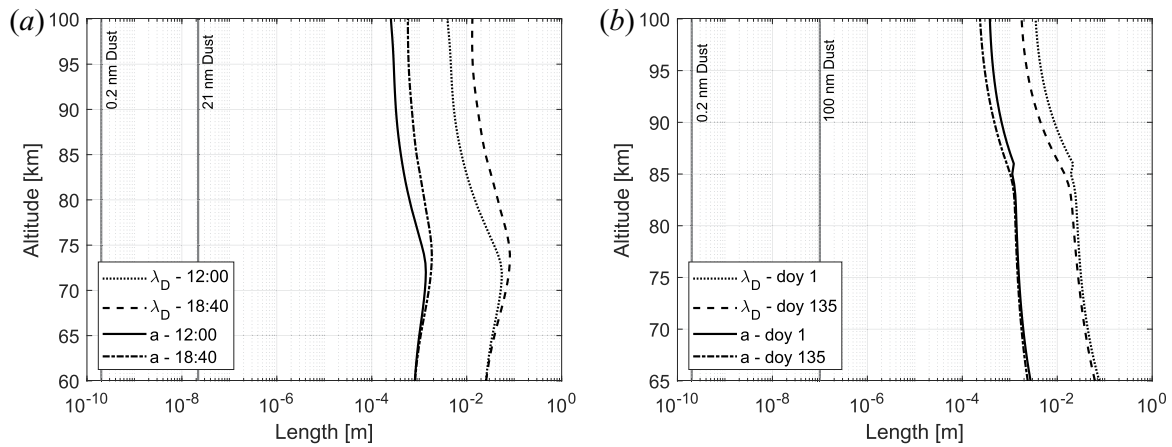 (a)
100
95
90
85
80
75
70
65
60
Altitude [km]
0.2 nm Dust
21 nm Dust
λD - 12:00
λD - 18:40
a - 12:00
a - 18:40
10^-10
10^-8
10^-6
10^-4
10^-2
10^0
Length [m]
(b)
100
95
90
85
80
75
70
65
Altitude [km]
0.2 nm Dust
100 nm Dust
λD - doy 1
λD - doy 135
a - doy 1
a - doy 135
10^-10
10^-8
10^-6
10^-4
10^-2
10^0
Length [m]